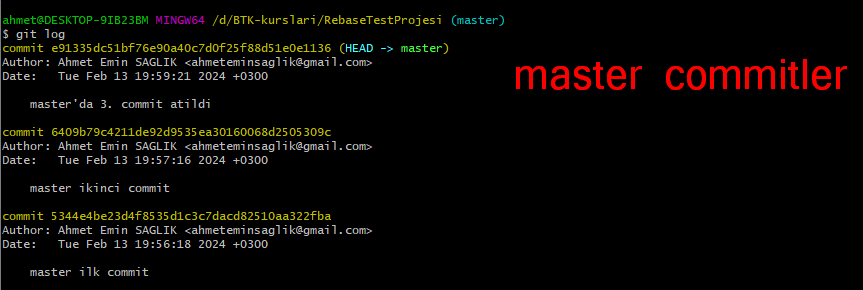 ahmet@DESKTOP-9IB23BM MINGW64 /d/BTK-kurslari/RebaseTestProjesi (master)
$ git log
commit e91335dc51bf76e90a40c7d0f25f88d51e0e1136 (HEAD -> master)
Author: Ahmet Emin SAGLIK <ahmeteminsaglik@gmail.com>
Date:   Tue Feb 13 19:59:21 2024 +0300
master commitler
master'da 3. commit atildi
commit 6409b79c4211de92d9535ea30160068d2505309c
Author: Ahmet Emin SAGLIK <ahmeteminsaglik@gmail.com>
Date:   Tue Feb 13 19:57:16 2024 +0300
master ikinci commit
commit 5344e4be23d4f8535d1c3c7dacd82510aa322fba
Author: Ahmet Emin SAGLIK <ahmeteminsaglik@gmail.com>
Date:   Tue Feb 13 19:56:18 2024 +0300
master ilk commit